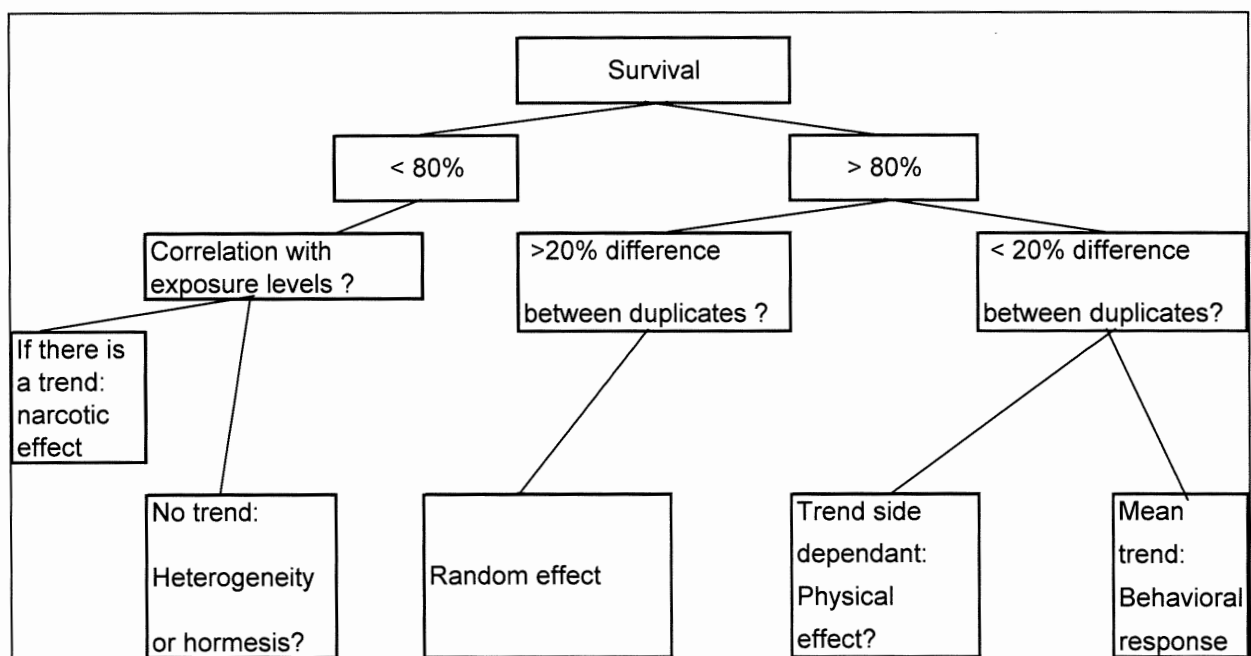 Survival
< 80%
> 80%
Correlation with
exposure levels ?
>20% difference
between duplicates ?
< 20% difference
between duplicates?
If there is
a trend:
narcotic
effect
No trend:
Heterogeneity
or hormesis?
Random effect
Trend side
dependant:
Physical
effect?
Mean
trend:
Behavioral
response